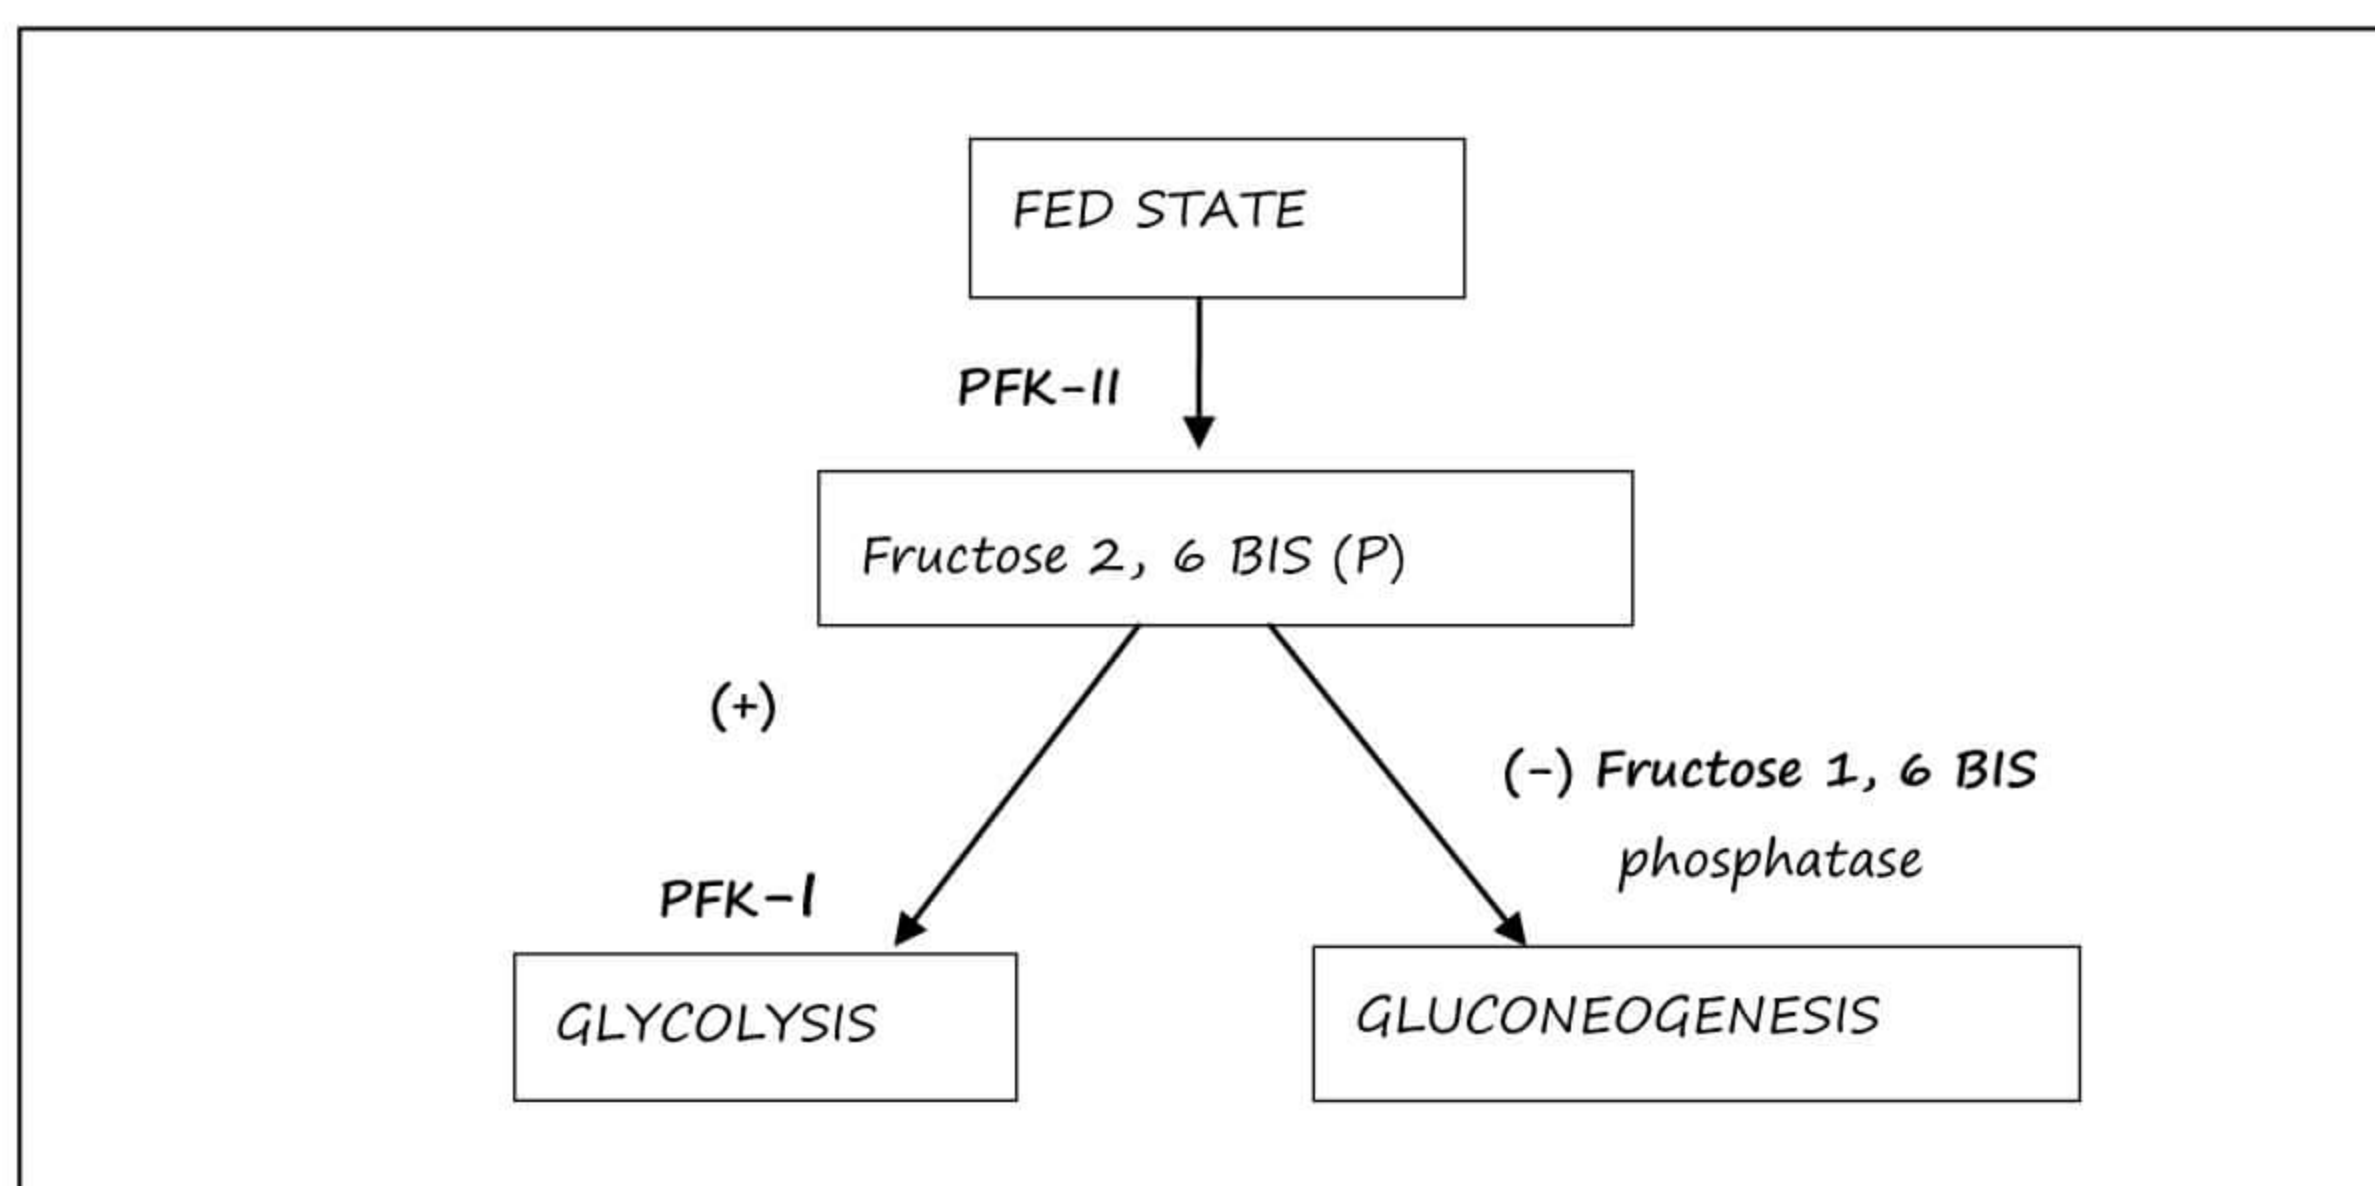 FED STATE
PFK-II
Fructose 2, 6 BIS (P)
(+)
(-) Fructose 1, 6 BIS
phosphatase
PFK-I
GLYCOLYSIS
GLUCONEOGENESIS